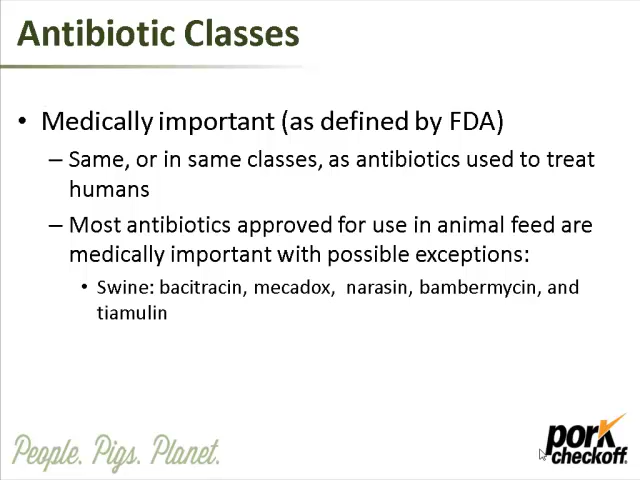 Antibiotic Classes
• Medically important (as defined by FDA)
– Same, or in same classes, as antibiotics used to treat
humans
– Most antibiotics approved for use in animal feed are
medically important with possible exceptions:
• Swine: bacitracin, mecadox, narasin, bambermycin, and
tiamulin
People. Pigs. Planet.
pork
checkoff.